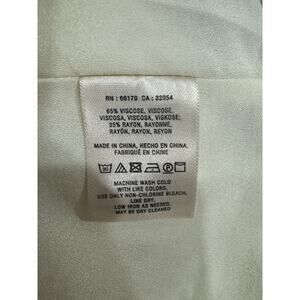 RN : 66170 CA : 32054
65% VISCOSE, VISCOSE,
VISCOSA, VISCOSA, VISKOSE;
35% RAYON, RAYONNE,
RAYÓN, RAYON, REYON
MADE IN CHINA, HECHO EN CHINA,
FABRIQUÉ EN CHINE
MACHINE WASH COLD
WITH LIKE COLORS,
USE ONLY NON-CHLORINE BLEACH,
LINE DRY,
LOW IRON AS NEEDED,
MAY BE DRY CLEANED